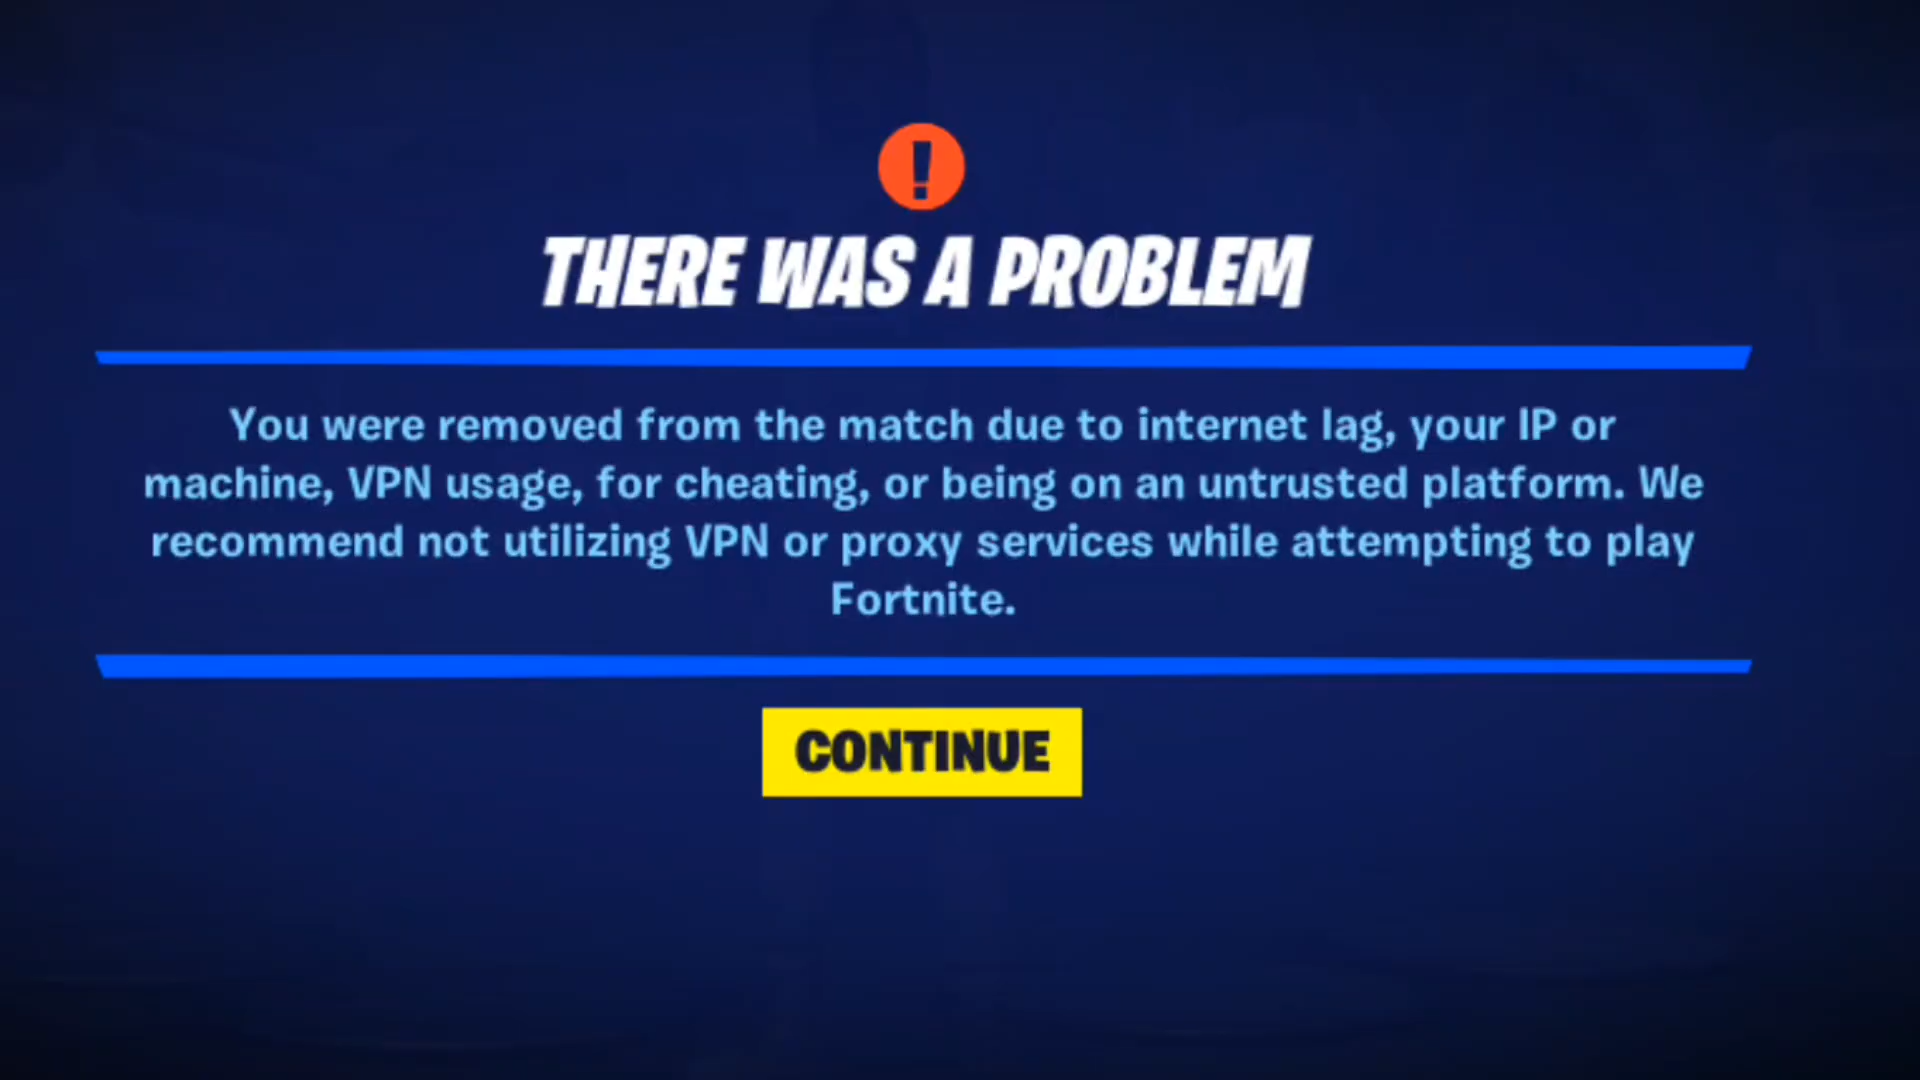 !
THERE WAS A PROBLEM
You were removed from the match due to internet lag, your IP or
machine, VPN usage, for cheating, or being on an untrusted platform. We
recommend not utilizing VPN or proxy services while attempting to play
Fortnite.
CONTINUE